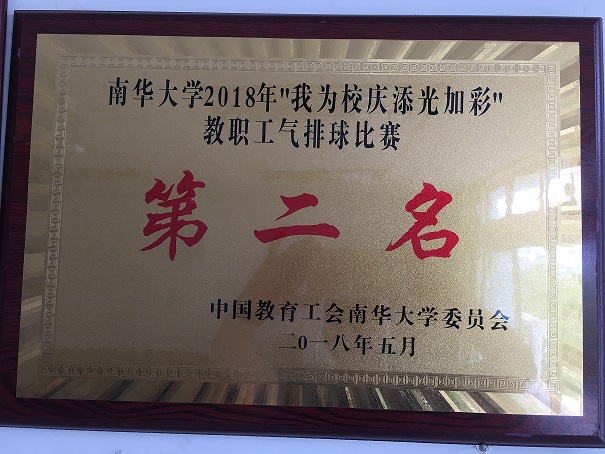 南华大学2018年"我为校庆添光加彩"
教职工气排球比赛
第二名
中国教育工会南华大学委员会
二〇一八年五月